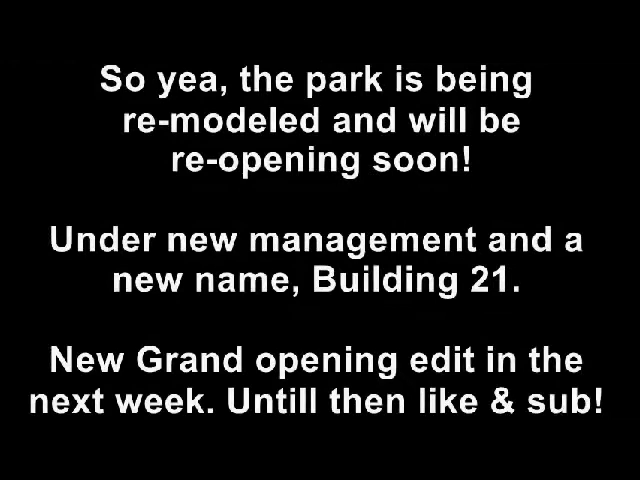 So yea, the park is being
re-modeled and will be
re-opening soon!
Under new management and a
new name, Building 21.
New Grand opening edit in the
next week. Untill then like & sub!